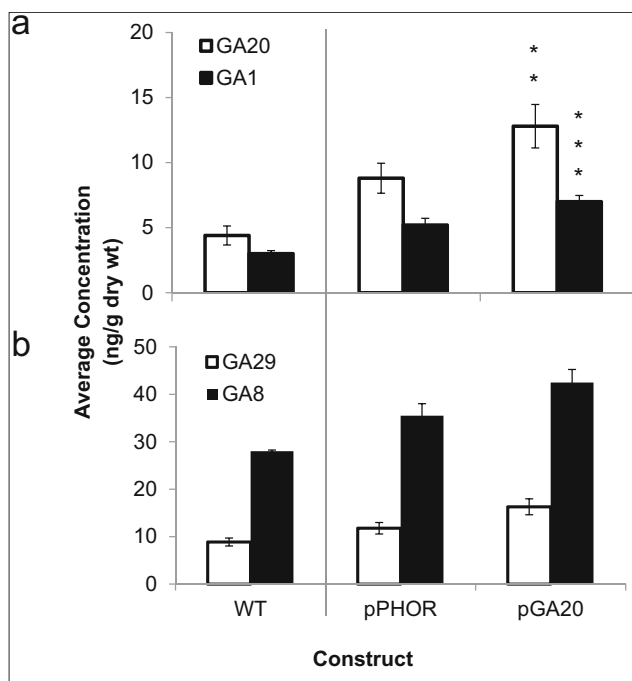 a
GA20
GA1
20
15
10
5
0
* *
* * *
Average Concentration
(ng/g dry wt)
b
GA29
GA8
50
40
30
20
10
0
WT pPHOR pGA20
Construct